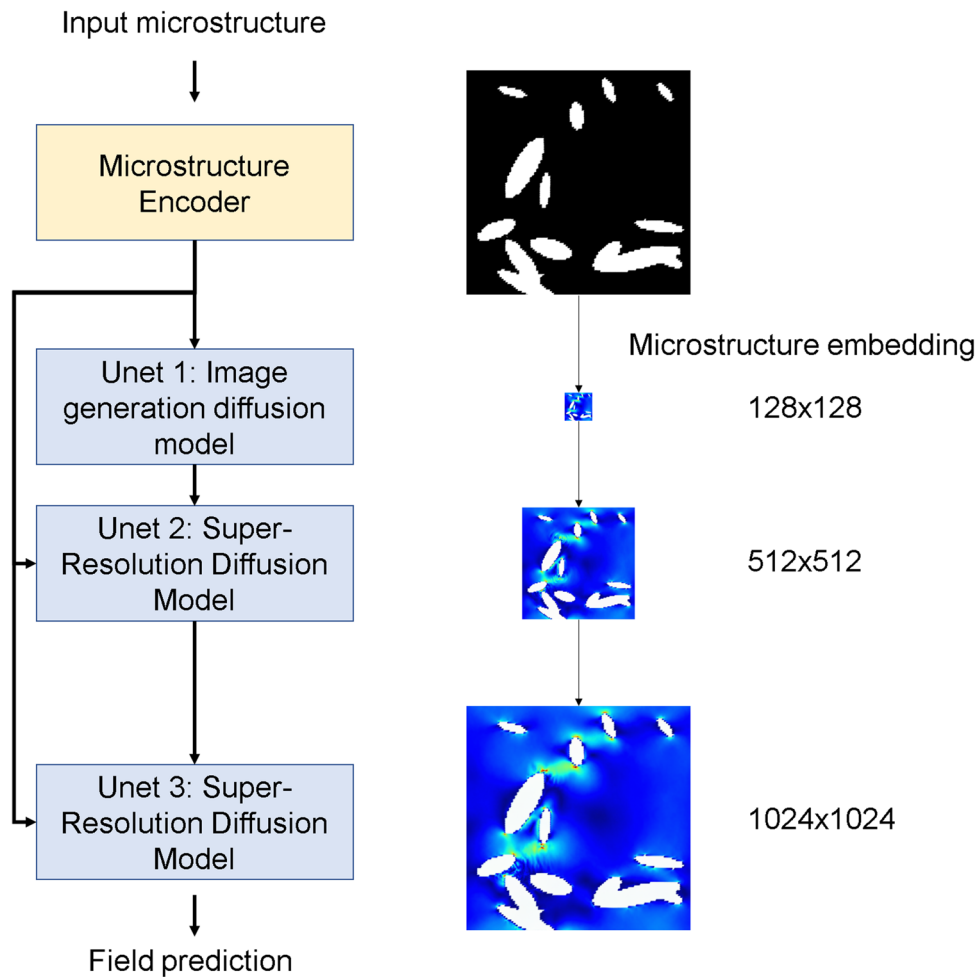 Input microstructure
Microstructure
Encoder
Microstructure embedding
Unet 1: Image
generation diffusion
model
128x128
Unet 2: Super-
Resolution Diffusion
Model
512x512
Unet 3: Super-
Resolution Diffusion
Model
1024x1024
Field prediction